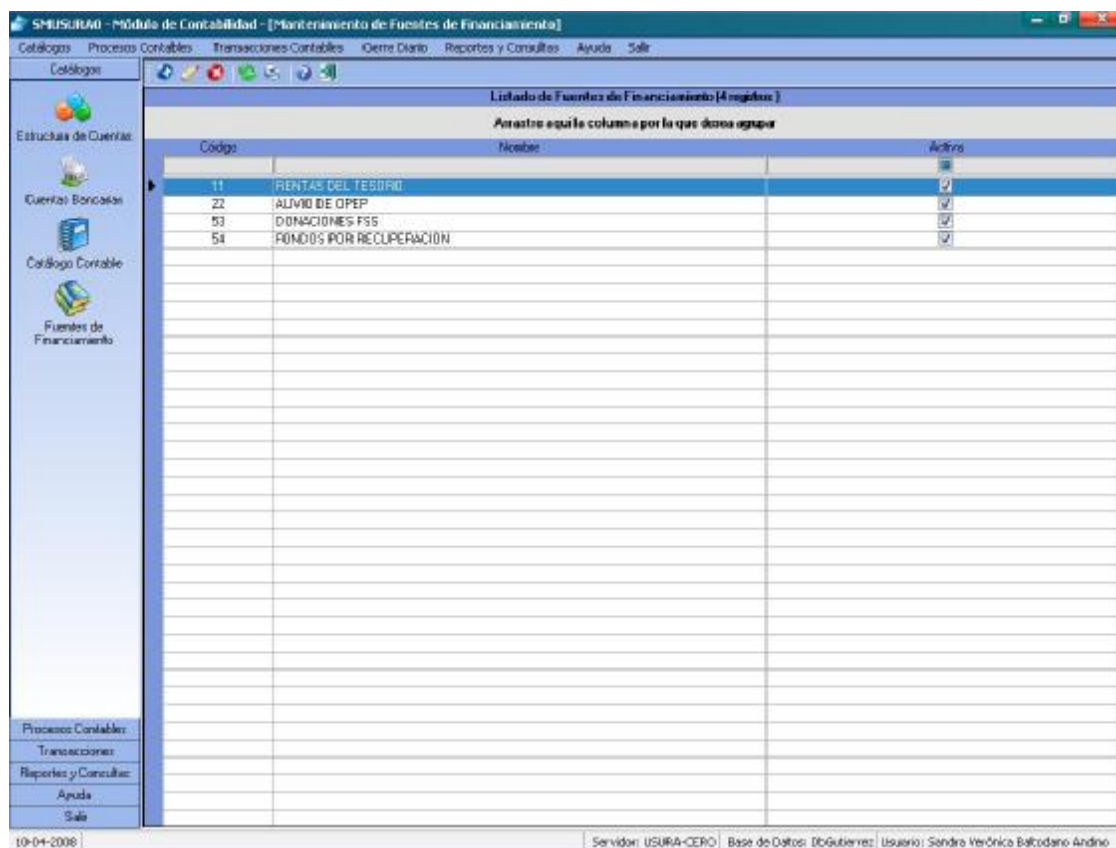 SMUSURA0 - Módulo de Contabilidad - [Mantenimiento de Fuentes de Financiamiento]
Catálogos Procesos Contables Transacciones Contables Cierre Diario Reportes y Consultas Ayuda Salir
Catálogos
Listado de Fuentes de Financiamiento [4 registros ]
Arrastre aquí la columna por la que desea agrupar
Estructura de Cuentas
Código Nombre Activa
11 RENTAS DEL TESORO
22 ALIVIO DE OPEP
53 DONACIONES FSS
54 FONDOS POR RECUPERACION
Cuentas Bancarias
Catálogo Contable
Fuentes de
Financiamiento
Procesos Contables
Transacciones
Reportes y Consultas
Ayuda
Salir
10-04-2008 Servidor: USURA-CERO Base de Datos: DbGutierrez Usuario: Sandra Verónica Baltodano Andino